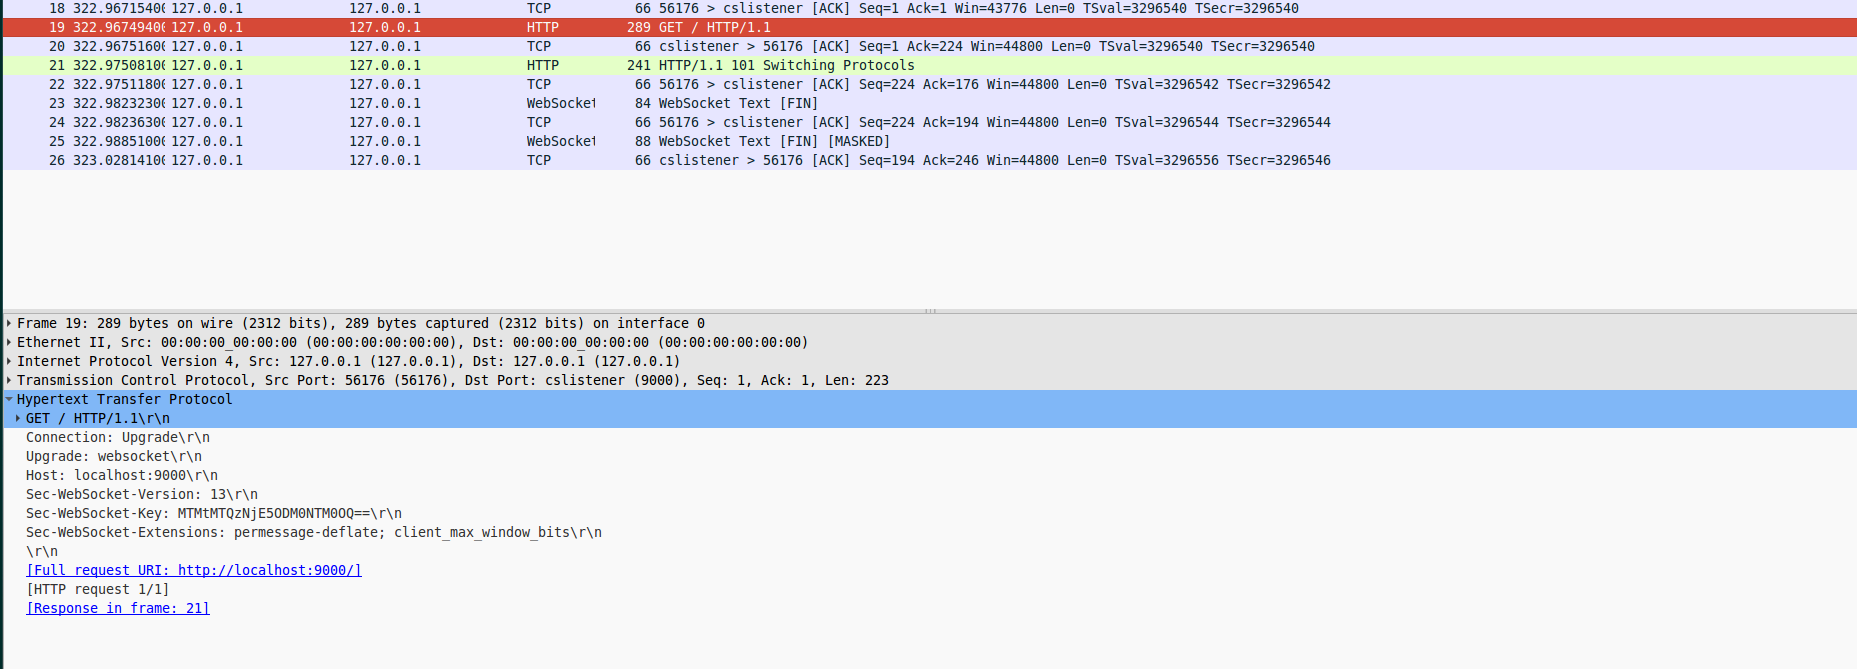 18 322.967154000 127.0.0.1 127.0.0.1 TCP 66 56176 > cslistener [ACK] Seq=1 Ack=1 Win=43776 Len=0 TSval=3296540 TSecr=3296540
19 322.967494000 127.0.0.1 127.0.0.1 HTTP 289 GET / HTTP/1.1
20 322.967516000 127.0.0.1 127.0.0.1 TCP 66 cslistener > 56176 [ACK] Seq=1 Ack=224 Win=44800 Len=0 TSval=3296540 TSecr=3296540
21 322.975081000 127.0.0.1 127.0.0.1 HTTP 241 HTTP/1.1 101 Switching Protocols
22 322.975118000 127.0.0.1 127.0.0.1 TCP 66 56176 > cslistener [ACK] Seq=224 Ack=176 Win=44800 Len=0 TSval=3296542 TSecr=3296542
23 322.982323000 127.0.0.1 127.0.0.1 WebSocket 84 WebSocket Text [FIN]
24 322.982363000 127.0.0.1 127.0.0.1 TCP 66 56176 > cslistener [ACK] Seq=224 Ack=194 Win=44800 Len=0 TSval=3296544 TSecr=3296544
25 322.988510000 127.0.0.1 127.0.0.1 WebSocket 88 WebSocket Text [FIN] [MASKED]
26 323.028141000 127.0.0.1 127.0.0.1 TCP 66 cslistener > 56176 [ACK] Seq=194 Ack=246 Win=44800 Len=0 TSval=3296556 TSecr=3296546
Frame 19: 289 bytes on wire (2312 bits), 289 bytes captured (2312 bits) on interface 0
Ethernet II, Src: 00:00:00_00:00:00 (00:00:00:00:00:00), Dst: 00:00:00_00:00:00 (00:00:00:00:00:00)
Internet Protocol Version 4, Src: 127.0.0.1 (127.0.0.1), Dst: 127.0.0.1 (127.0.0.1)
Transmission Control Protocol, Src Port: 56176 (56176), Dst Port: cslistener (9000), Seq: 1, Ack: 1, Len: 223
Hypertext Transfer Protocol
GET / HTTP/1.1\r\n
Connection: Upgrade\r\n
Upgrade: websocket\r\n
Host: localhost:9000\r\n
Sec-WebSocket-Version: 13\r\n
Sec-WebSocket-Key: MTMtMTQzNjE5ODM0NTM0OQ==\r\n
Sec-WebSocket-Extensions: permessage-deflate; client_max_window_bits\r\n
\r\n
[Full request URI: http://localhost:9000/]
[HTTP request 1/1]
[Response in frame: 21]